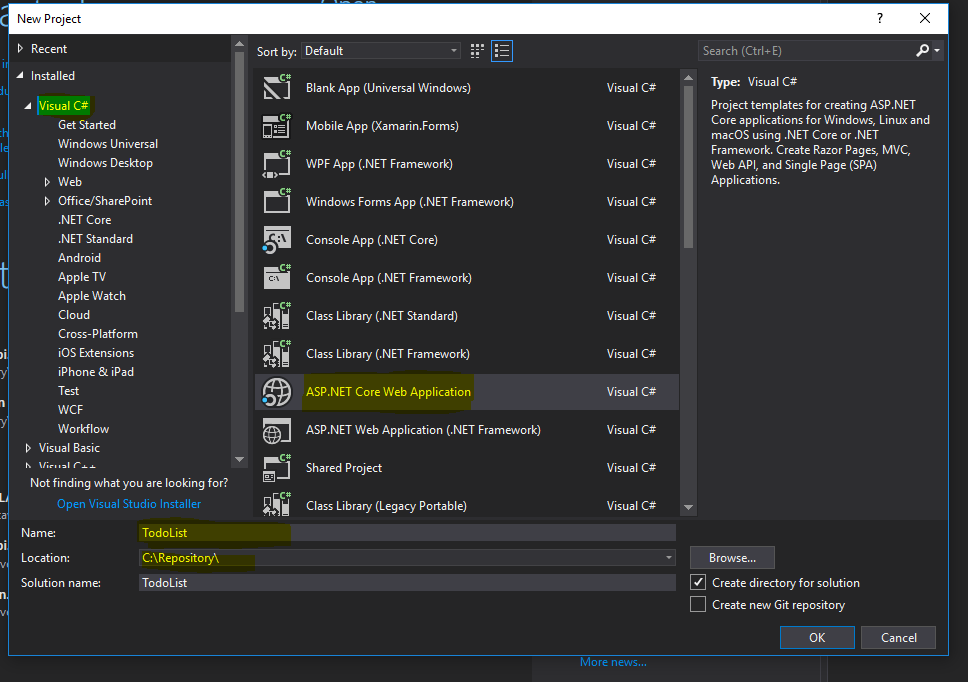 New Project
?
Recent
Installed
Visual C#
Get Started
Windows Universal
Windows Desktop
Web
Office/SharePoint
.NET Core
.NET Standard
Android
Apple TV
Apple Watch
Cloud
Cross-Platform
iOS Extensions
iPhone & iPad
Test
WCF
Workflow
Visual Basic
Visual C++
Not finding what you are looking for?
Open Visual Studio Installer
Sort by: Default
Blank App (Universal Windows) Visual C#
Mobile App (Xamarin.Forms) Visual C#
WPF App (.NET Framework) Visual C#
Windows Forms App (.NET Framework) Visual C#
Console App (.NET Core) Visual C#
Console App (.NET Framework) Visual C#
Class Library (.NET Standard) Visual C#
Class Library (.NET Framework) Visual C#
ASP.NET Core Web Application Visual C#
ASP.NET Web Application (.NET Framework) Visual C#
Shared Project Visual C#
Class Library (Legacy Portable) Visual C#
Search (Ctrl+E)
Type: Visual C#
Project templates for creating ASP.NET
Core applications for Windows, Linux and
macOS using .NET Core or .NET
Framework. Create Razor Pages, MVC,
Web API, and Single Page (SPA)
Applications.
Name: TodoList
Location: C:\Repository\
Browse...
Solution name: TodoList
Create directory for solution
Create new Git repository
OK Cancel
More news...